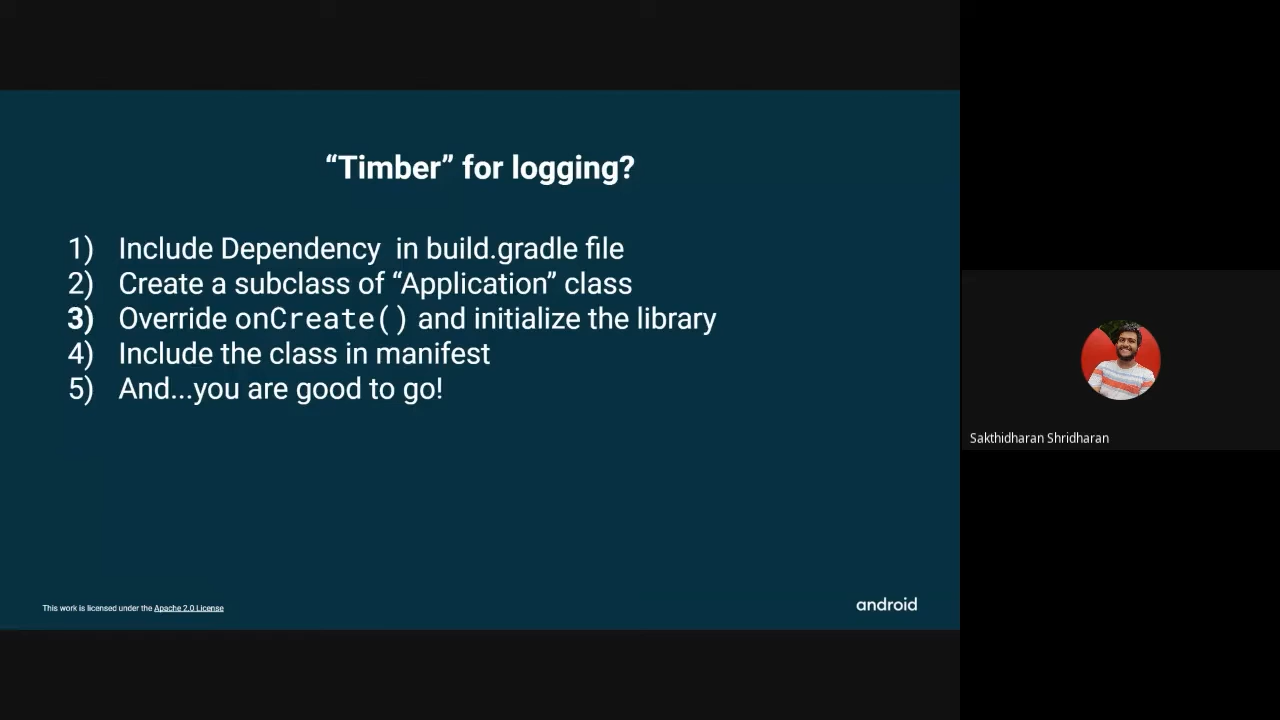 “Timber” for logging?
1) Include Dependency in build.gradle file
2) Create a subclass of “Application” class
3) Override onCreate() and initialize the library
4) Include the class in manifest
5) And...you are good to go!
This work is licensed under the Apache 2.0 License
android
Sakthidharan Shridharan